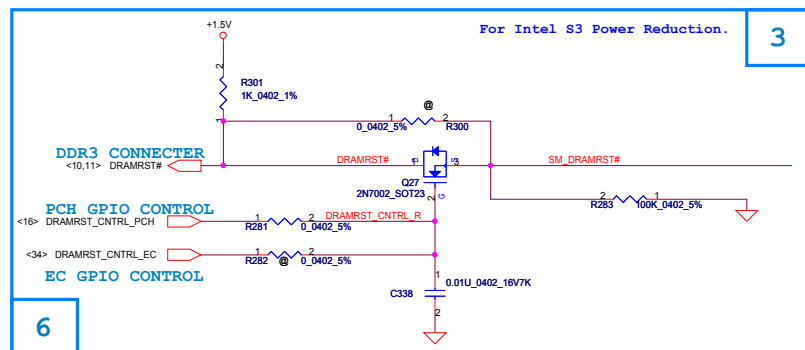 +1.5V
For Intel S3 Power Reduction.
3
2
R301
1K_0402_1%
1
@
1
2
0_0402_5%
R300
DDR3 CONNECTER
<10,11> DRAMRST#
DRAMRST#
1
D
S
3
SM_DRAMRST#
Q27
2N7002_SOT23
G
2
2
1
R283
100K_0402_5%
PCH GPIO CONTROL
<16> DRAMRST_CNTRL_PCH
1
2
DRAMRST_CNTRL_R
R281
0_0402_5%
<34> DRAMRST_CNTRL_EC
1
2
R282
@
0_0402_5%
EC GPIO CONTROL
1
0.01U_0402_16V7K
C338
2
6